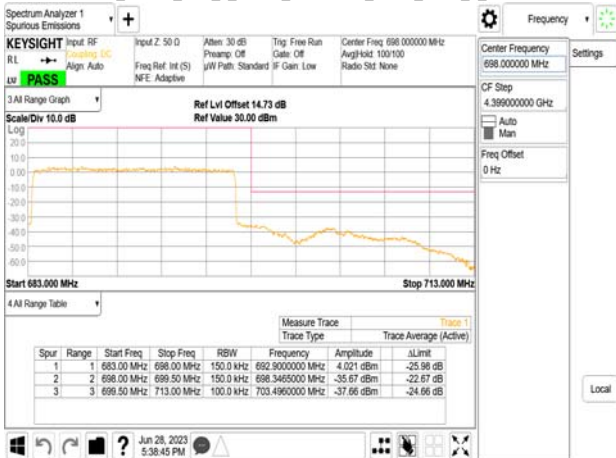 Spectrum Analyzer 1
Spurious Emissions
Frequency
KEYSIGHT
RL
LV PASS
Input: RF
Coupling: DC
Align: Auto
Input Z: 50 Ω
Freq Ref: Int (S)
NFE: Adaptive
Atten: 30 dB
Preamp: Off
µW Path: Standard
Trig: Free Run
Gate: Off
IF Gain: Low
Center Freq: 698.000000 MHz
Avg|Hold: 100/100
Radio Std: None
Center Frequency
698.000000 MHz
Settings
CF Step
4.399000000 GHz
Auto
Man
Freq Offset
0 Hz
3 All Range Graph
Scale/Div 10.0 dB
Ref Lvl Offset 14.73 dB
Ref Value 30.00 dBm
Log
20.0
10.0
0.00
-10.0
-20.0
-30.0
-40.0
-50.0
-60.0
Start 683.000 MHz
Stop 713.000 MHz
4 All Range Table
Measure Trace Trace 1
Trace Type Trace Average (Active)
Spur Range Start Freq Stop Freq RBW Frequency Amplitude ΔLimit
1 1 683.00 MHz 698.00 MHz 150.0 kHz 692.9000000 MHz 4.021 dBm -25.98 dB
2 2 698.00 MHz 699.50 MHz 150.0 kHz 698.3465000 MHz -35.67 dBm -22.67 dB
3 3 699.50 MHz 713.00 MHz 100.0 kHz 703.4960000 MHz -37.66 dBm -24.66 dB
Local
Jun 28, 2023
5:38:45 PM